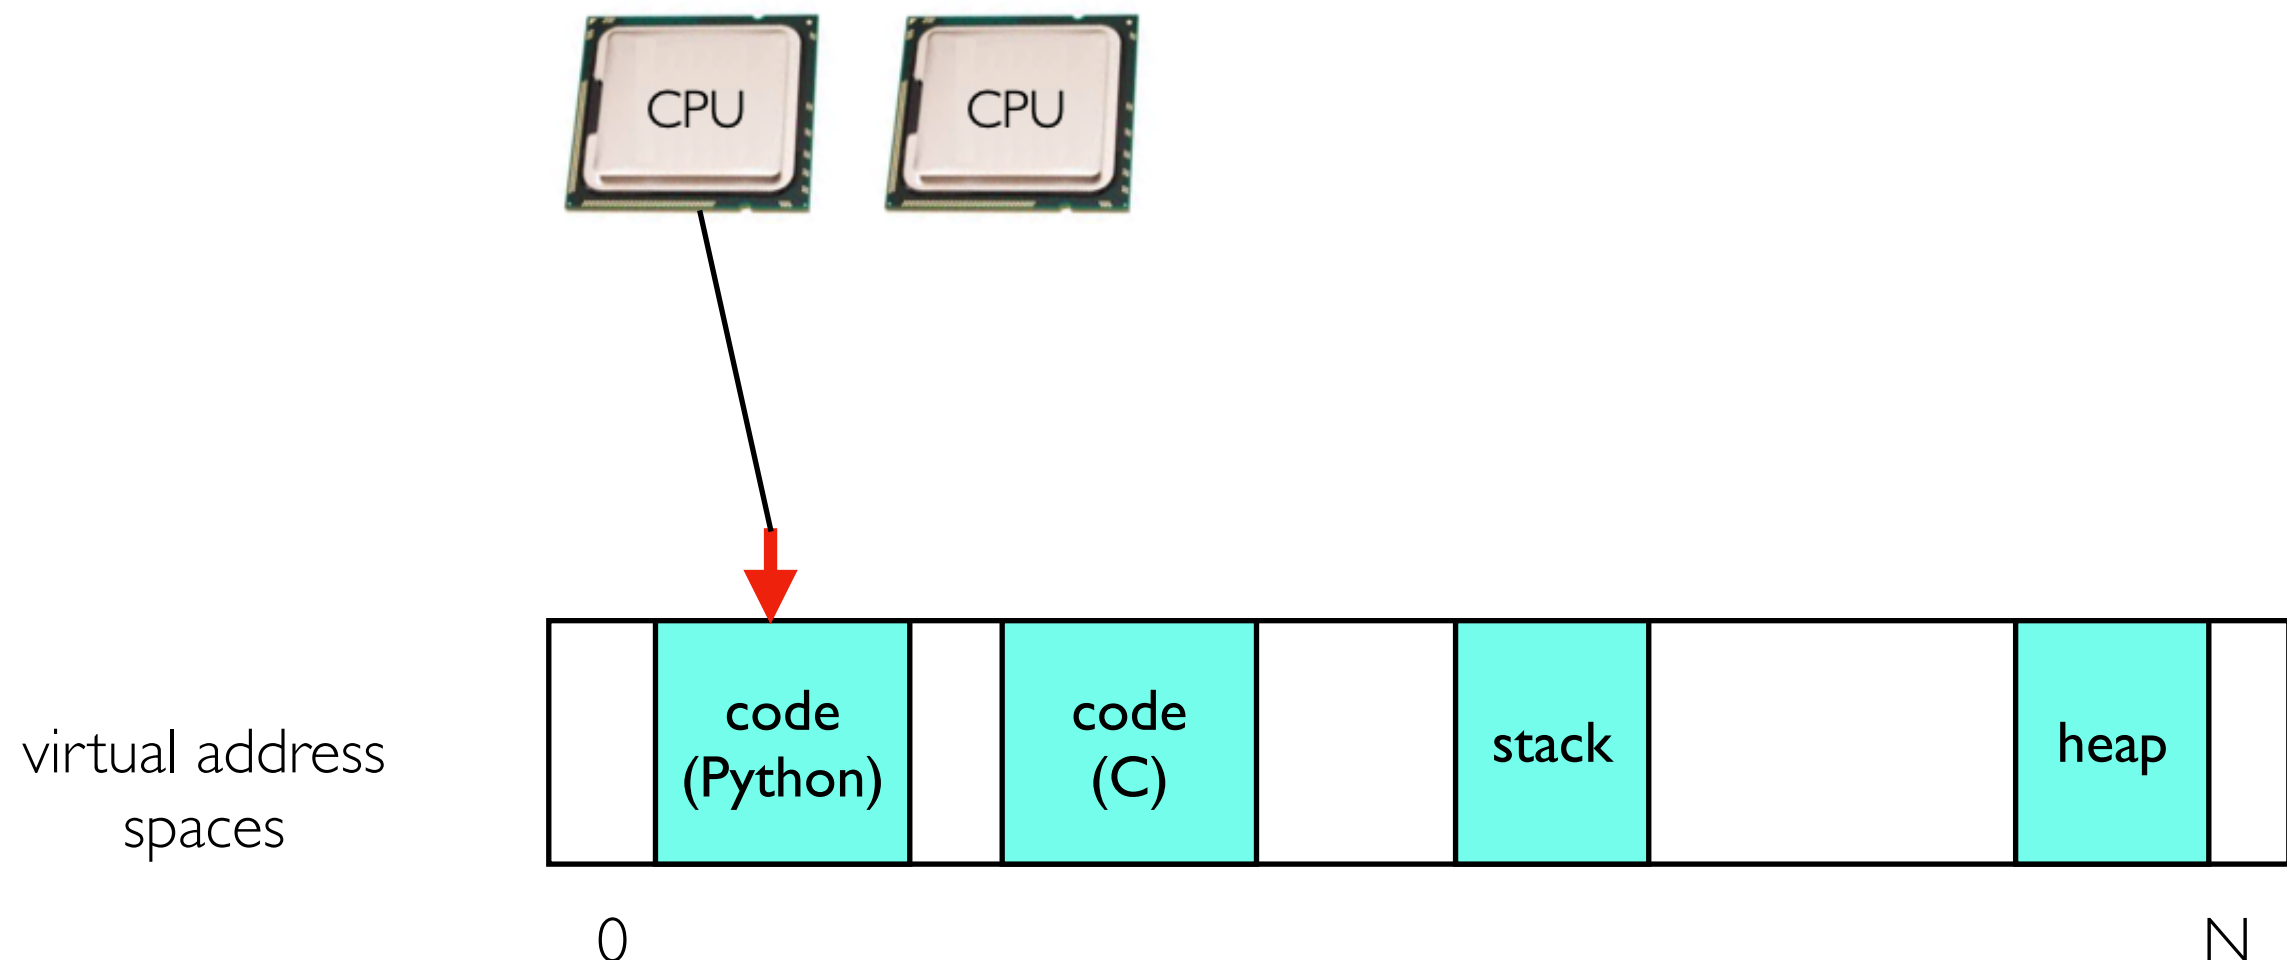 CPU
CPU
code
(Python)
code
(C)
stack
heap
virtual address
spaces
0
N